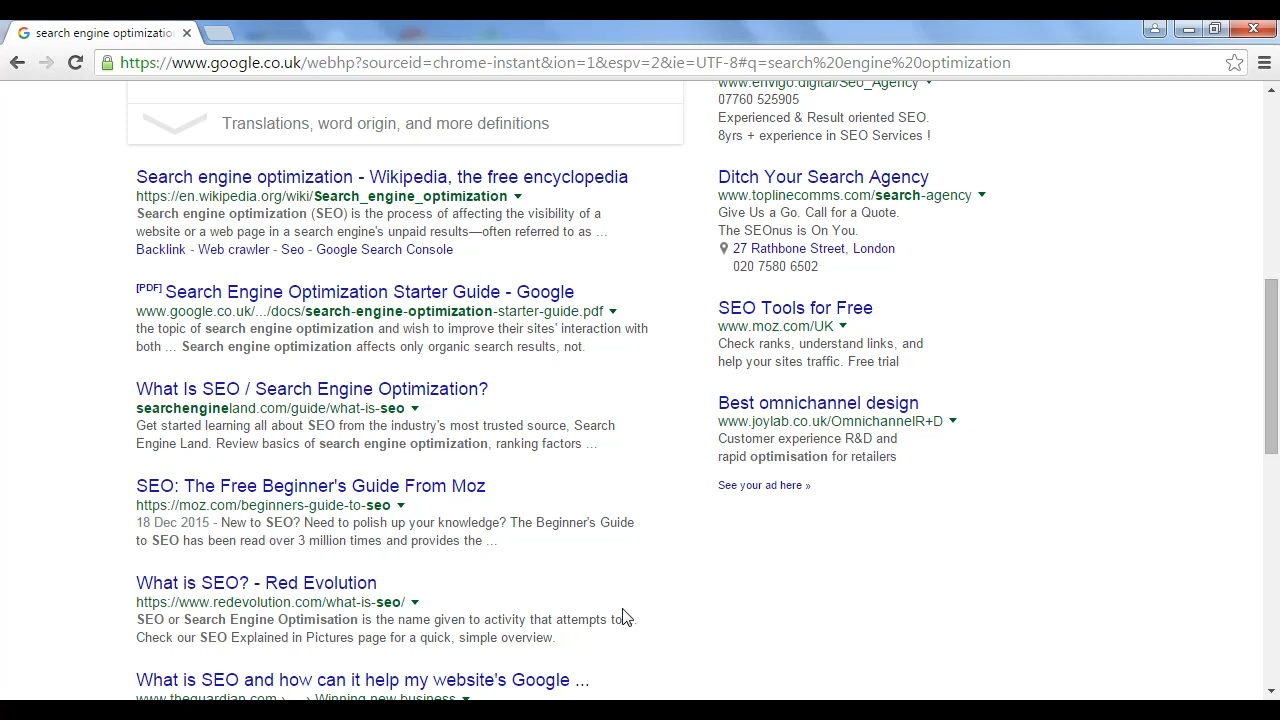 search engine optimizatio
https://www.google.co.uk/webhp?sourceid=chrome-instant&ion=1&espv=2&ie=UTF-8#q=search%20engine%20optimization
Translations, word origin, and more definitions
Search engine optimization - Wikipedia, the free encyclopedia
https://en.wikipedia.org/wiki/Search_engine_optimization
Search engine optimization (SEO) is the process of affecting the visibility of a
website or a web page in a search engine's unpaid results—often referred to as ...
Backlink - Web crawler - Seo - Google Search Console
[PDF] Search Engine Optimization Starter Guide - Google
www.google.co.uk/.../docs/search-engine-optimization-starter-guide.pdf
the topic of search engine optimization and wish to improve their sites' interaction with
both ... Search engine optimization affects only organic search results, not.
What Is SEO / Search Engine Optimization?
searchengineland.com/guide/what-is-seo
Get started learning all about SEO from the industry's most trusted source, Search
Engine Land. Review basics of search engine optimization, ranking factors ...
SEO: The Free Beginner's Guide From Moz
https://moz.com/beginners-guide-to-seo
18 Dec 2015 - New to SEO? Need to polish up your knowledge? The Beginner's Guide
to SEO has been read over 3 million times and provides the ...
What is SEO? - Red Evolution
https://www.redevolution.com/what-is-seo/
SEO or Search Engine Optimisation is the name given to activity that attempts to
Check our SEO Explained in Pictures page for a quick, simple overview.
What is SEO and how can it help my website's Google ...
www.theguardian.com › ... › Winning new business
www.envigo.digital/Seo_Agency
07760 525905
Experienced & Result oriented SEO.
8yrs + experience in SEO Services !
Ditch Your Search Agency
www.toplinecomms.com/search-agency
Give Us a Go. Call for a Quote.
The SEOnus is On You.
27 Rathbone Street, London
020 7580 6502
SEO Tools for Free
www.moz.com/UK
Check ranks, understand links, and
help your sites traffic. Free trial
Best omnichannel design
www.joylab.co.uk/OmnichannelR+D
Customer experience R&D and
rapid optimisation for retailers
See your ad here »